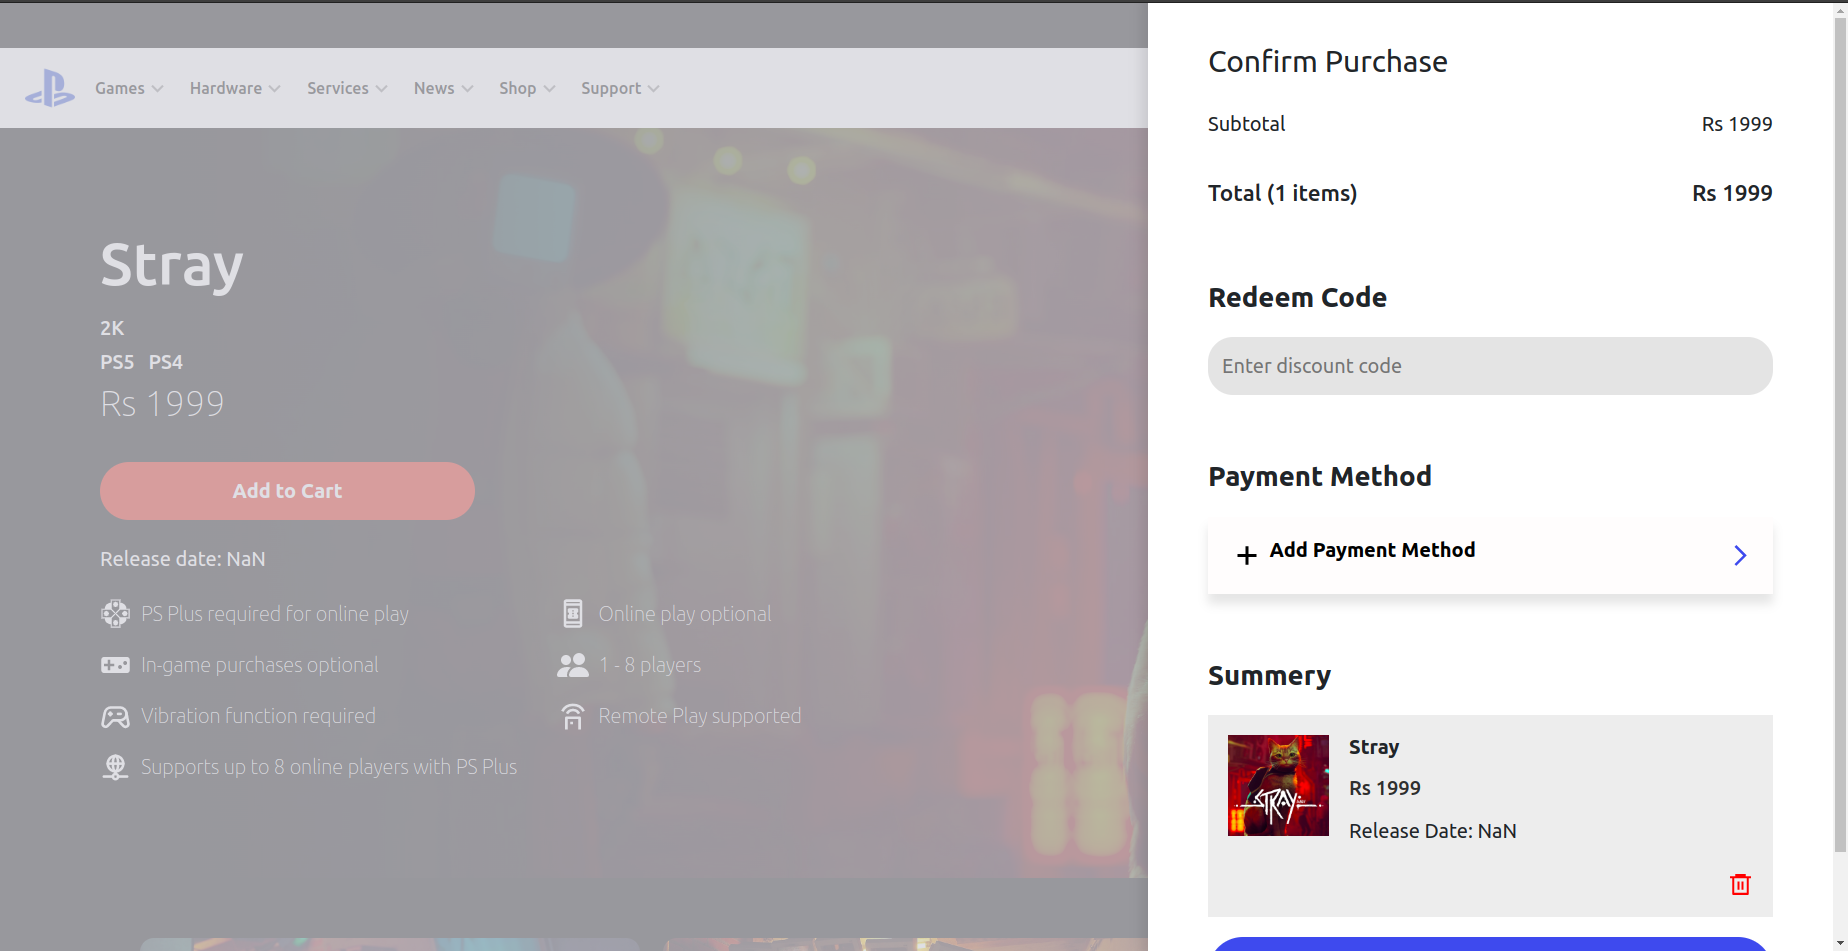 Games Hardware Services News Shop Support
Stray
2K
PS5 PS4
Rs 1999
Add to Cart
Release date: NaN
PS Plus required for online play
Online play optional
In-game purchases optional
1 - 8 players
Vibration function required
Remote Play supported
Supports up to 8 online players with PS Plus
Confirm Purchase
Subtotal Rs 1999
Total (1 items) Rs 1999
Redeem Code
Enter discount code
Payment Method
Add Payment Method
Summery
STRAY
Stray
Rs 1999
Release Date: NaN